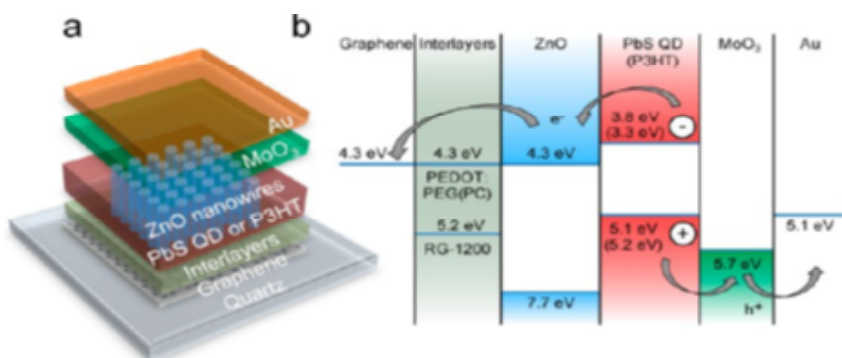 a
Au
MoO₃
ZnO nanowires
PbS QD or P3HT
Interlayers
Graphene
Quartz
b
Graphene Interlayers ZnO PbS QD MoO₃ Au
(P3HT)
e⁻
3.8 eV
(3.3 eV)
−
4.3 eV 4.3 eV 4.3 eV
PEDOT:
PEG(PC)
5.2 eV
RG-1200
5.1 eV
(5.2 eV)
+
5.1 eV
5.7 eV
h⁺
7.7 eV